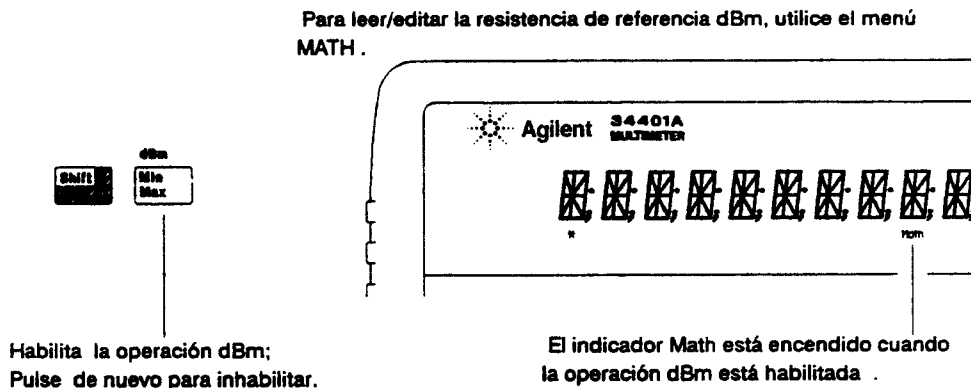 Para leer/editar la resistencia de referencia dBm, utilice el menú
MATH .
Agilent 34401A
MULTIMETER
dBm
Shift
Min
Max
*
Math
Habilita la operación dBm;
Pulse de nuevo para inhabilitar.
El indicador Math está encendido cuando
la operación dBm está habilitada .